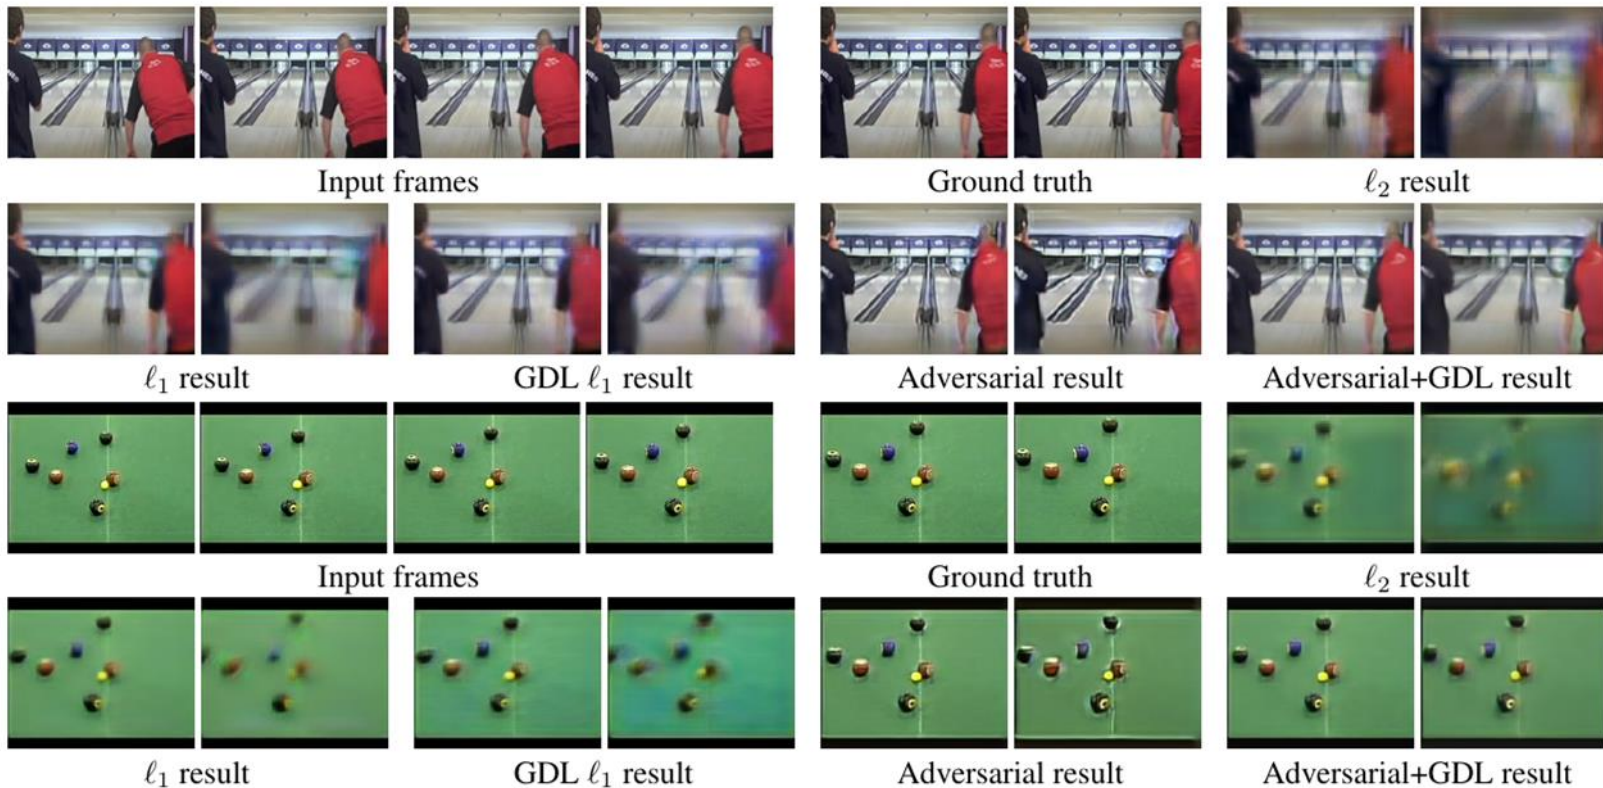 Input frames
Ground truth
ℓ₂ result
ℓ₁ result
GDL ℓ₁ result
Adversarial result
Adversarial+GDL result
Input frames
Ground truth
ℓ₂ result
ℓ₁ result
GDL ℓ₁ result
Adversarial result
Adversarial+GDL result